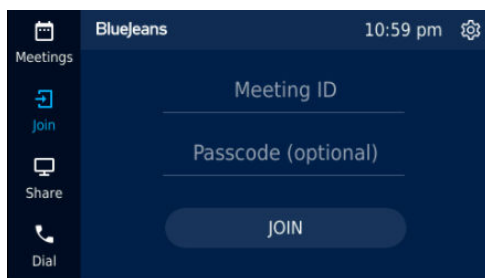 BlueJeans
10:59 pm
Meetings
Join
Share
Dial
Meeting ID
Passcode (optional)
JOIN